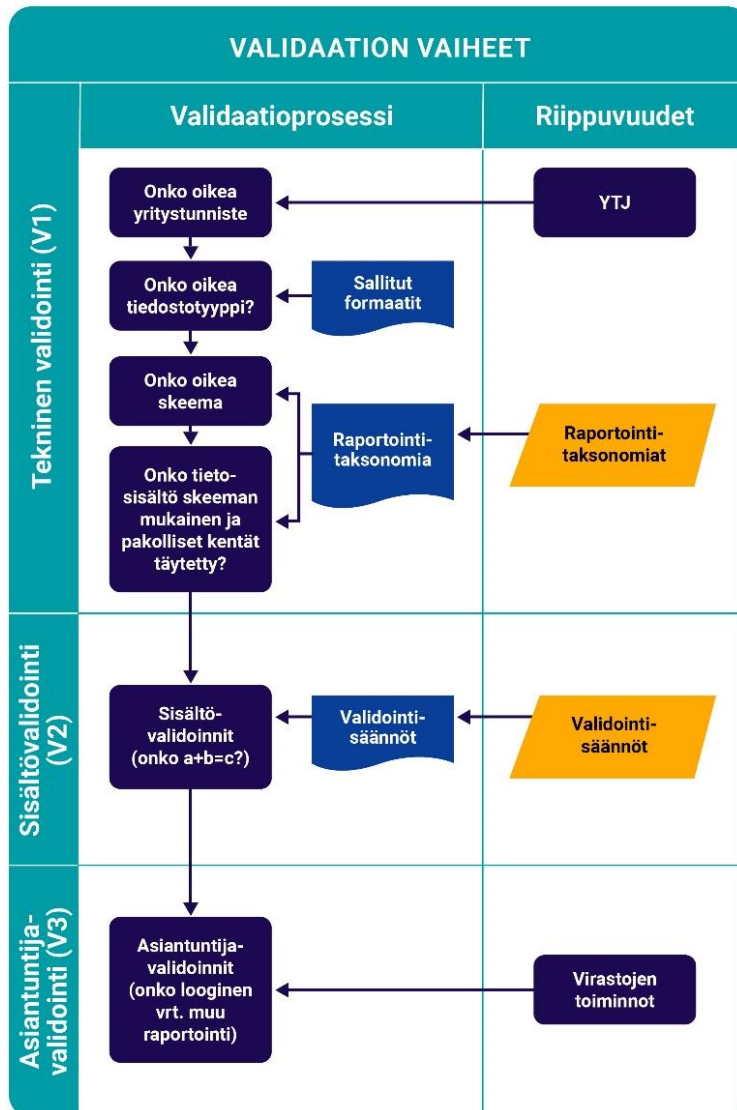 VALIDAATION VAIHEET
Validaatioprosessi
Riippuvuudet
Tekninen validointi (V1)
Onko oikea
yritystunniste
YTJ
Onko oikea
tiedostotyyppi?
Sallitut
formaatit
Onko oikea
skeema
Raportointi-
taksonomia
Raportointi-
taksonomiat
Onko tieto-
sisältö skeeman
mukainen ja
pakolliset kentät
täytetty?
Sisältövalidointi
(V2)
Sisältö-
validoinnit
(onko a+b=c?)
Validointi-
säännöt
Validointi-
säännöt
Asiantuntija-
validointi (V3)
Asiantuntija-
validoinnit
(onko looginen
vrt. muu
raportointi)
Virastojen
toiminnot